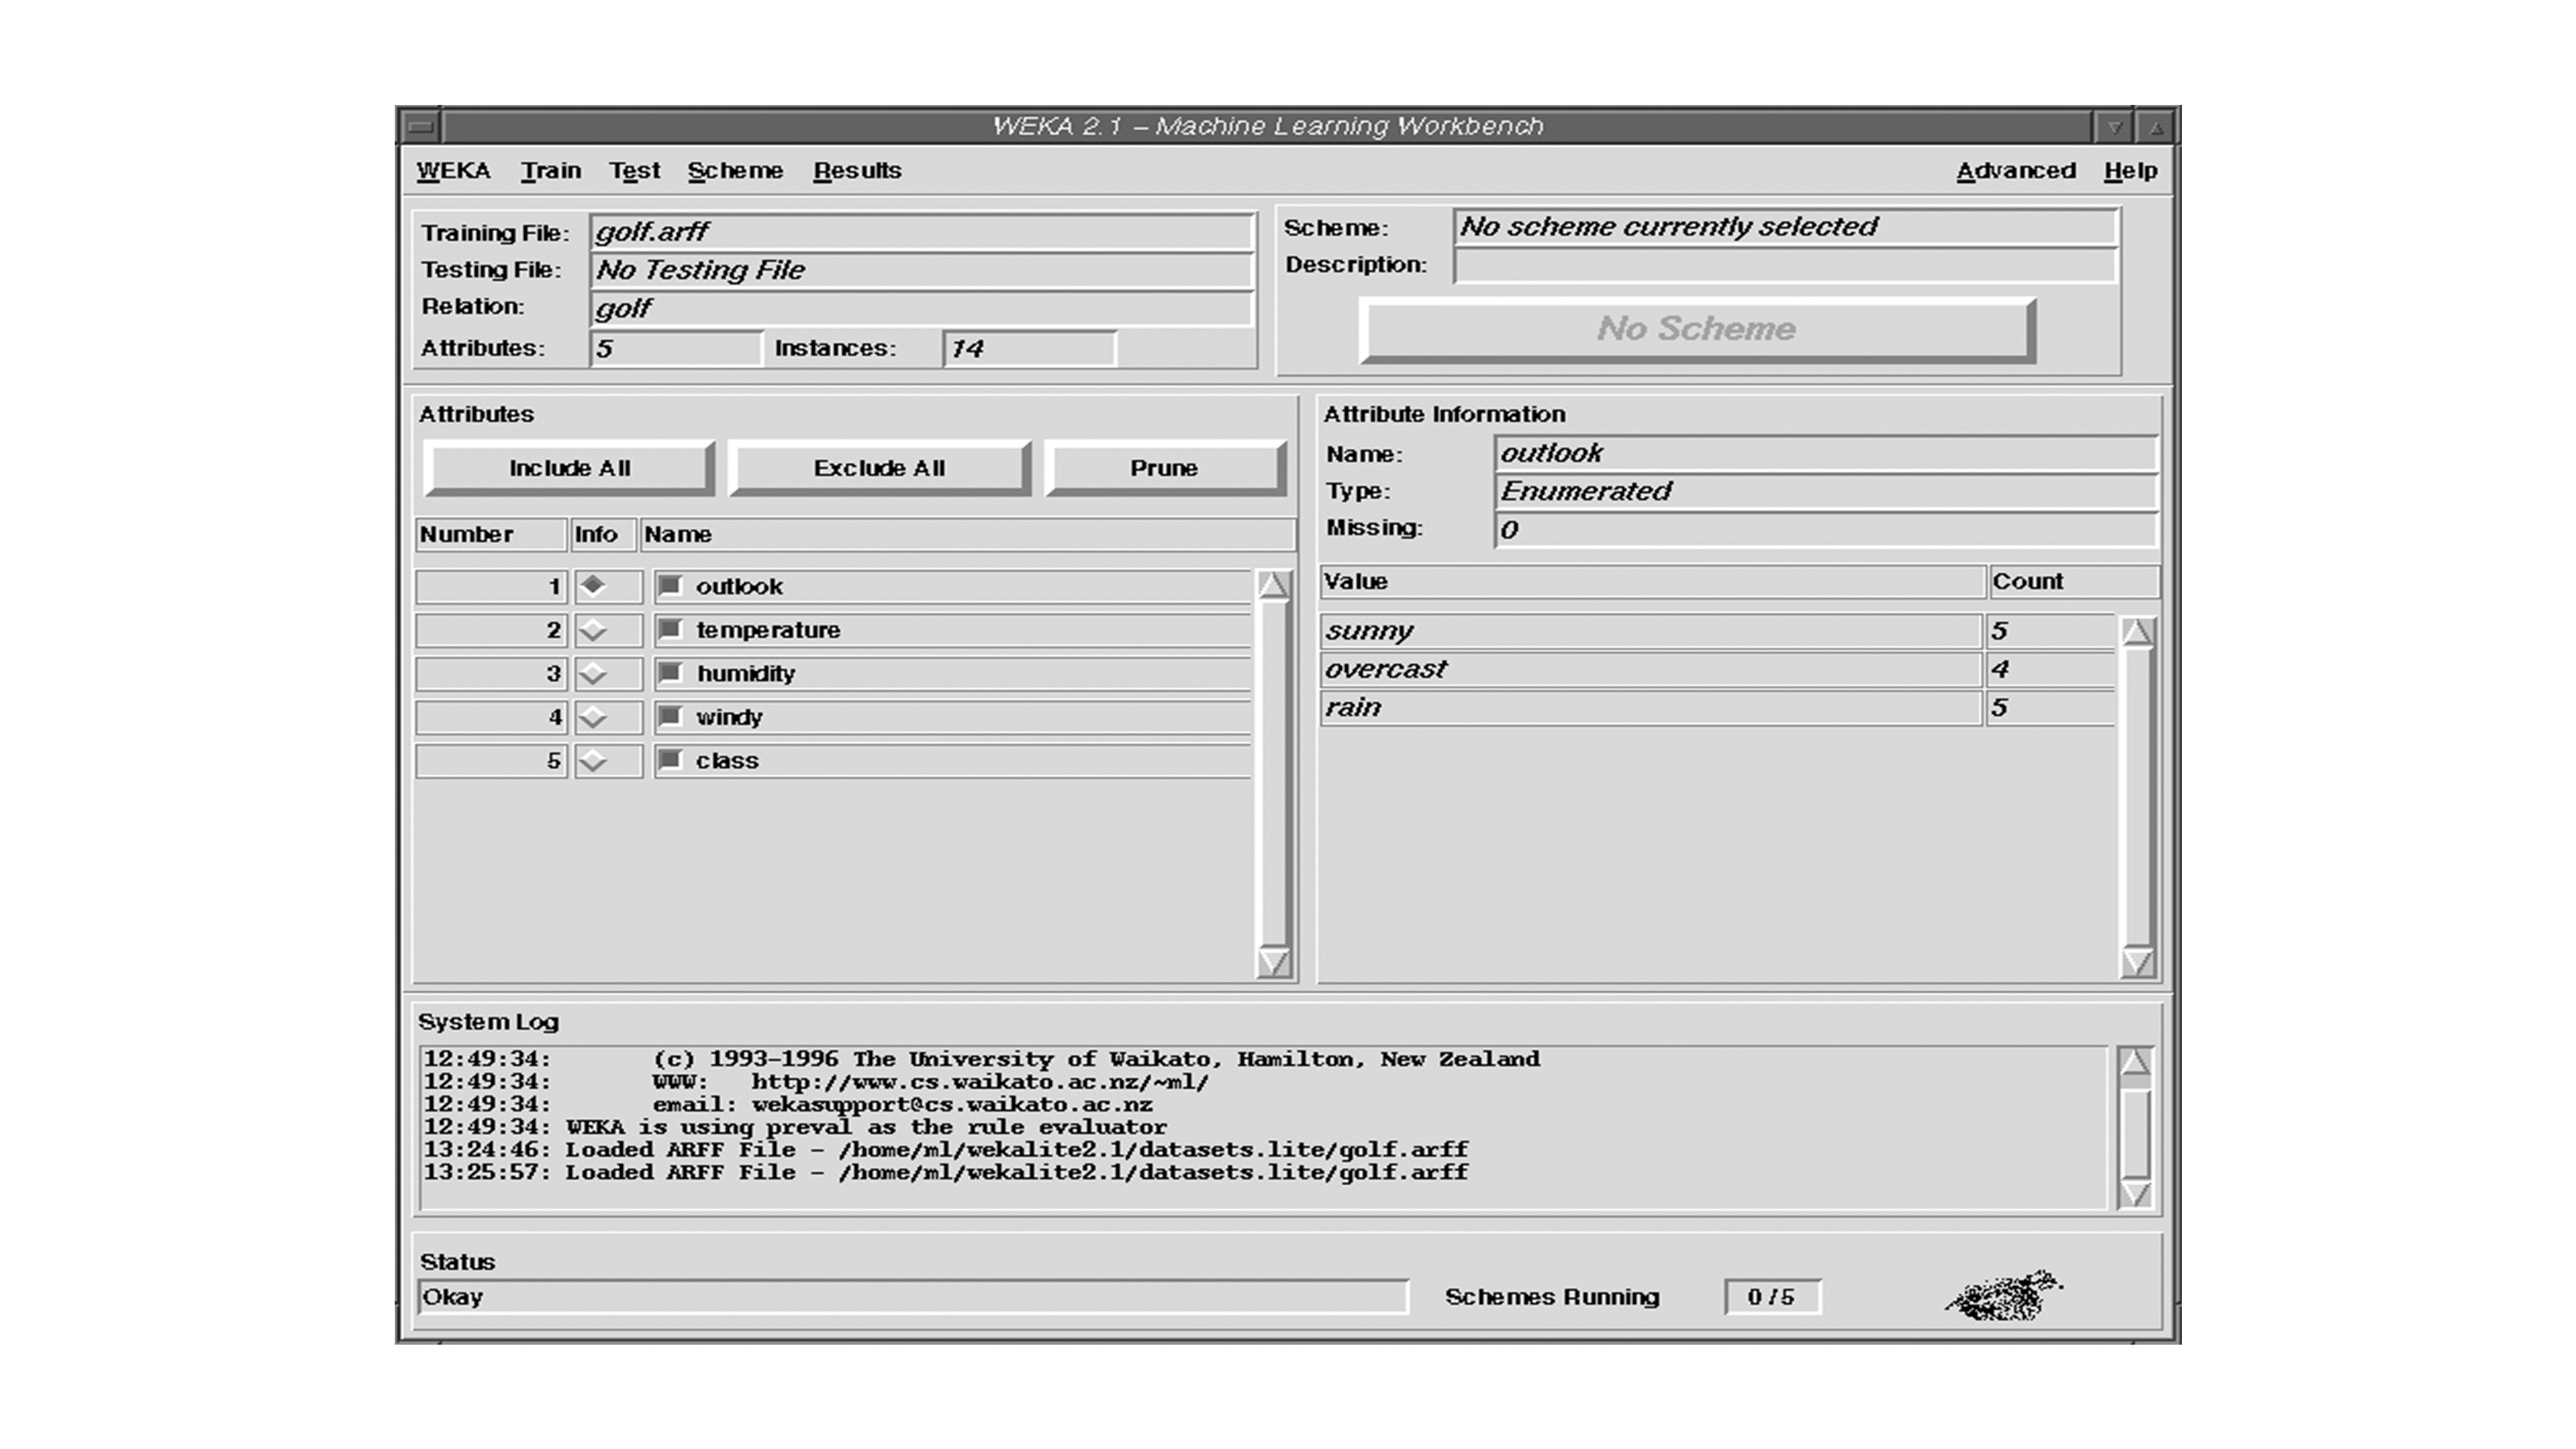 WEKA 2.1 – Machine Learning Workbench
WEKA Train Test Scheme Results Advanced Help
Training File: golf.arff
Testing File: No Testing File
Relation: golf
Attributes: 5 Instances: 14
Scheme: No scheme currently selected
Description:
No Scheme
Attributes
Include All Exclude All Prune
Number Info Name
1 outlook
2 temperature
3 humidity
4 windy
5 class
Attribute Information
Name: outlook
Type: Enumerated
Missing: 0
Value Count
sunny 5
overcast 4
rain 5
System Log
12:49:34: (c) 1993–1996 The University of Waikato, Hamilton, New Zealand
12:49:34: WWW: http://www.cs.waikato.ac.nz/~ml/
12:49:34: email: wekasupport@cs.waikato.ac.nz
12:49:34: WEKA is using preval as the rule evaluator
13:24:46: Loaded ARFF File – /home/ml/wekalite2.1/datasets.lite/golf.arff
13:25:57: Loaded ARFF File – /home/ml/wekalite2.1/datasets.lite/golf.arff
Status
Okay
Schemes Running 0/5